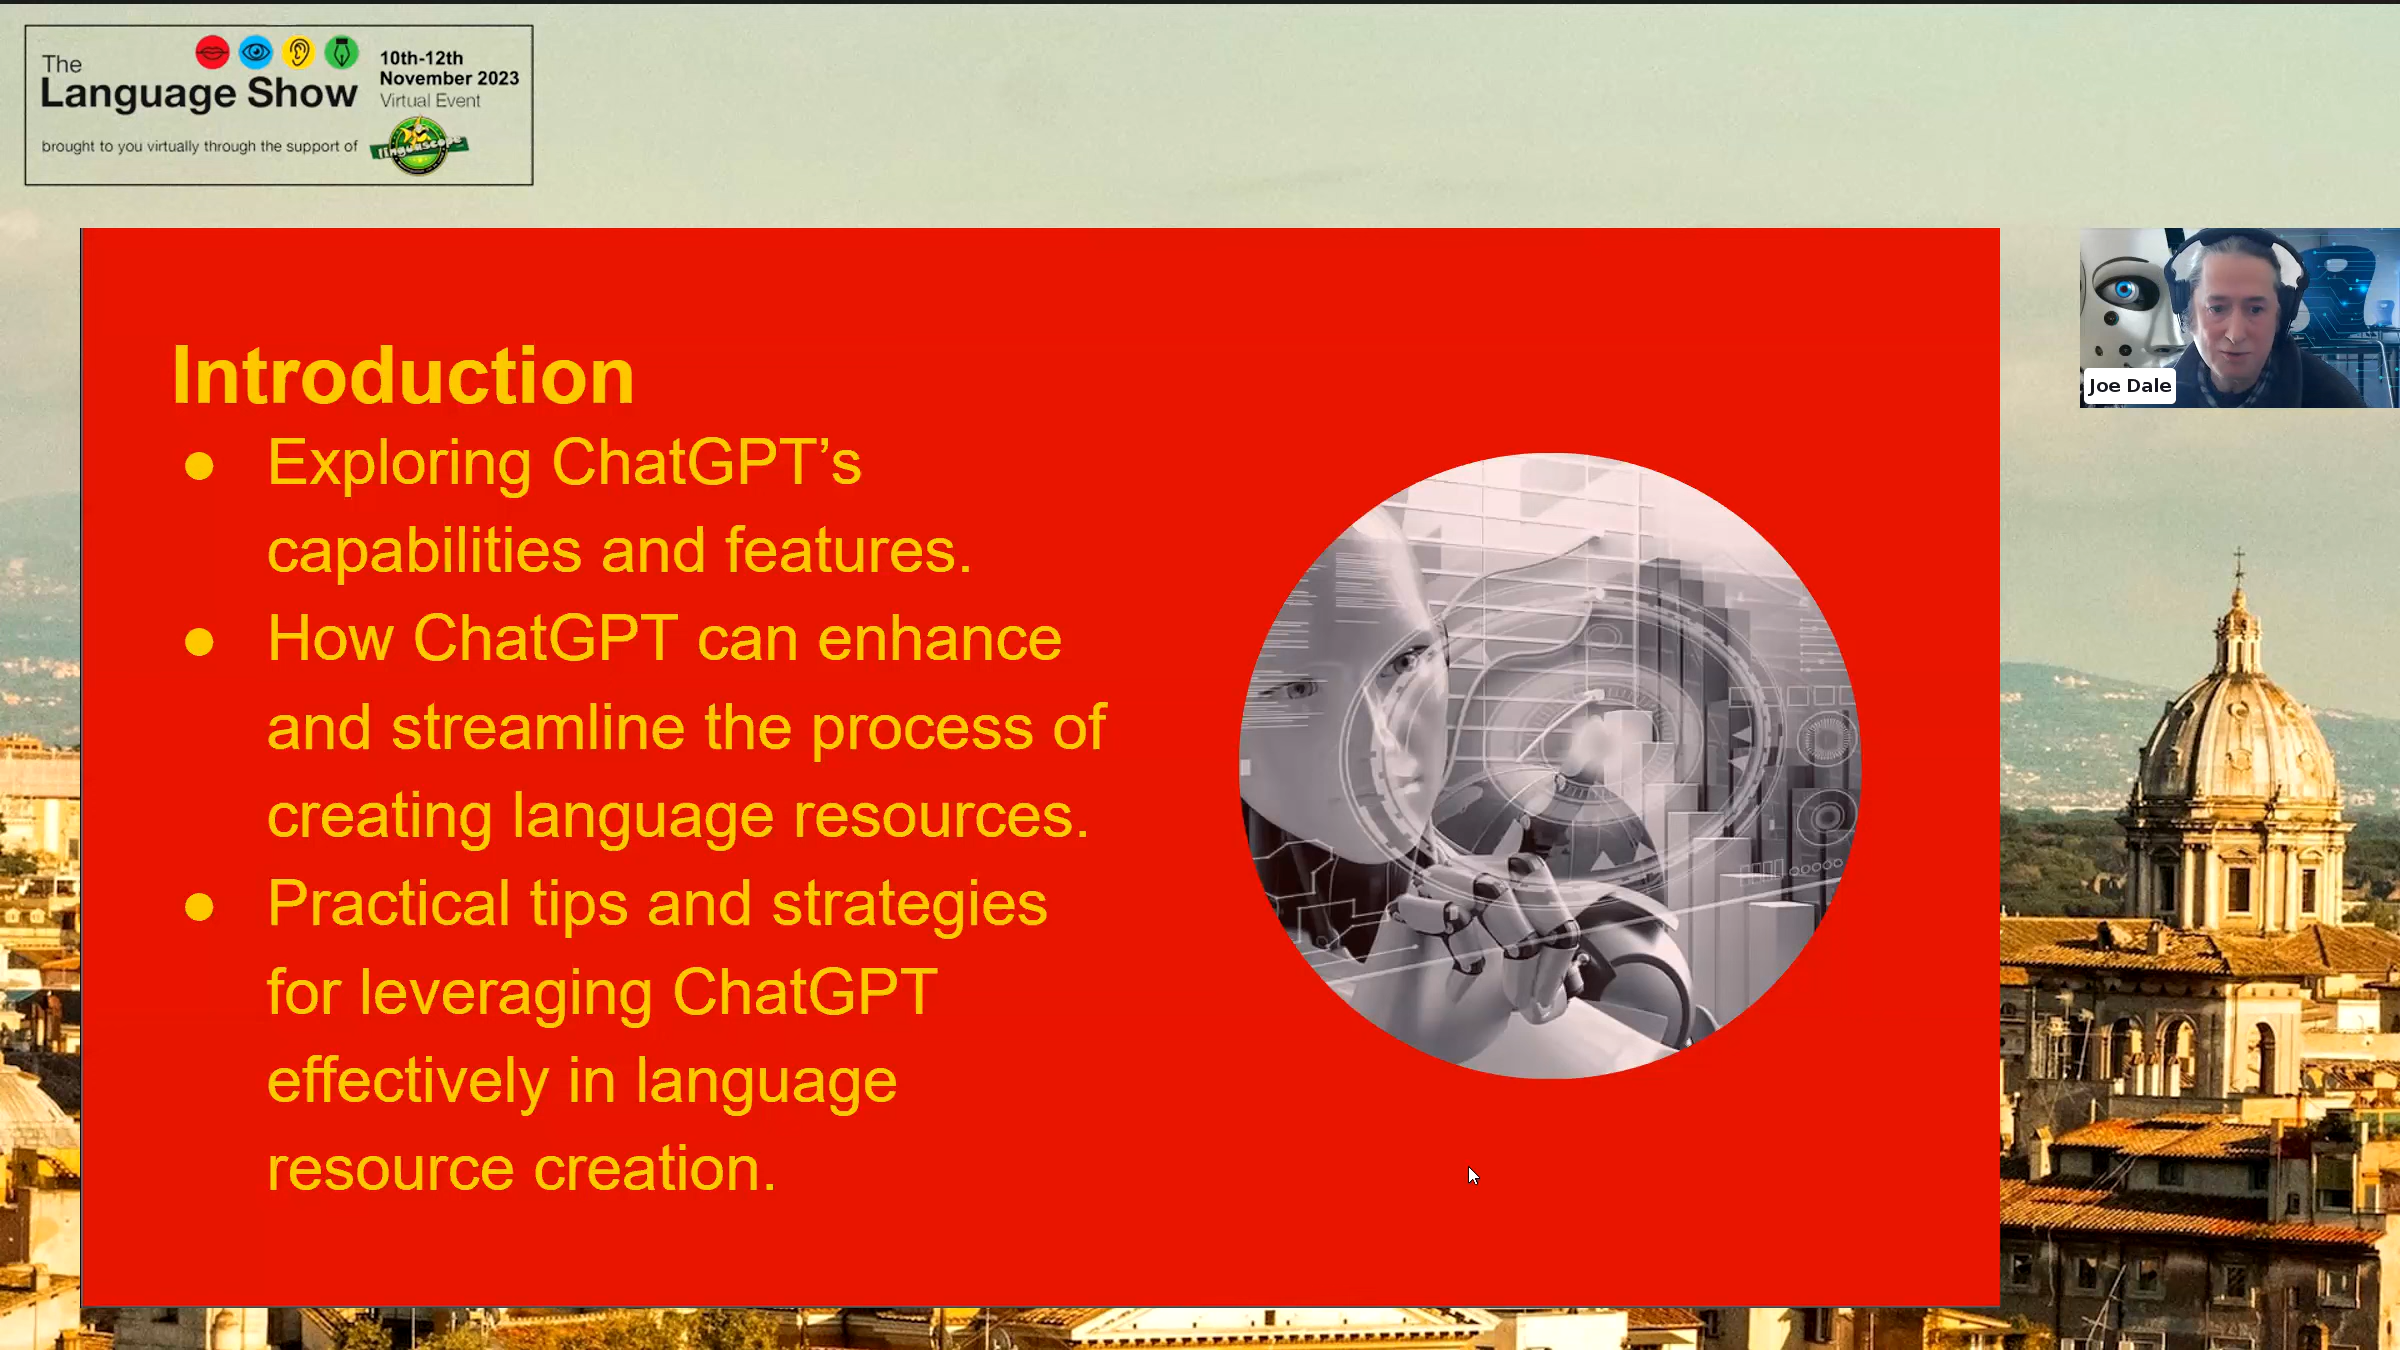 The
Language Show
10th-12th
November 2023
Virtual Event
brought to you virtually through the support of
linguascope
Joe Dale
Introduction
● Exploring ChatGPT’s
capabilities and features.
● How ChatGPT can enhance
and streamline the process of
creating language resources.
● Practical tips and strategies
for leveraging ChatGPT
effectively in language
resource creation.